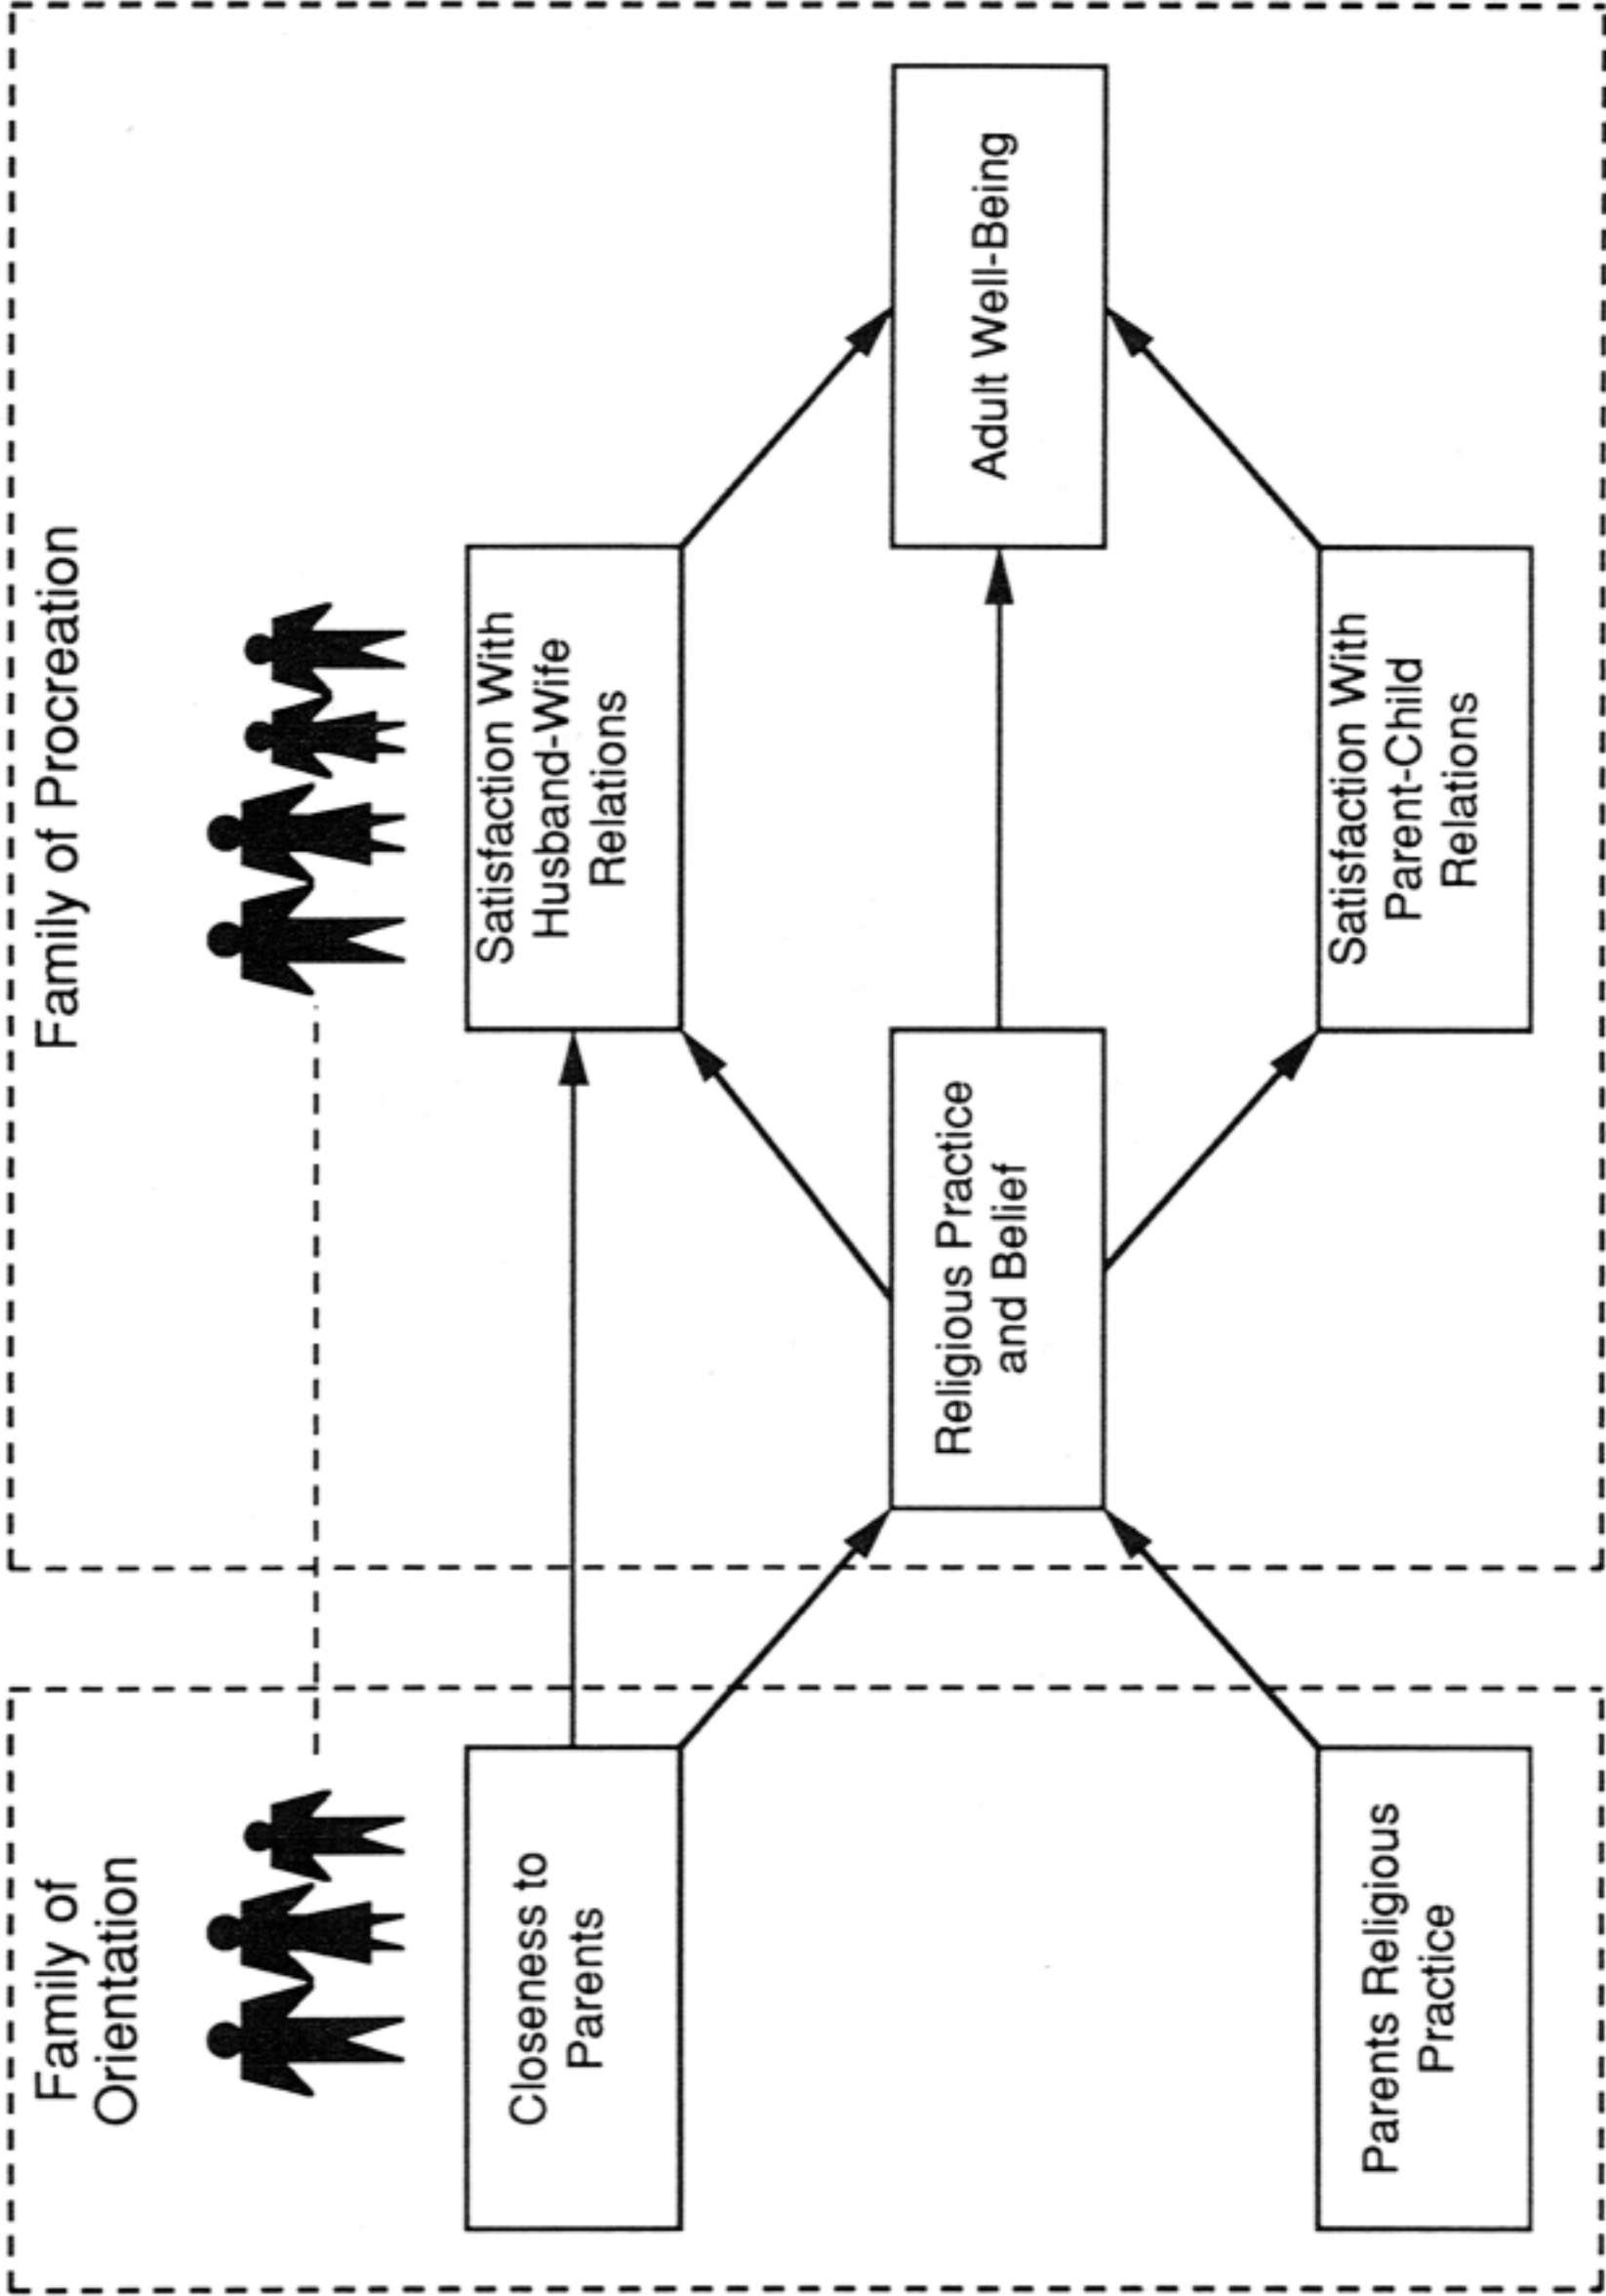 Family of
Orientation
Family of Procreation
Closeness to
Parents
Satisfaction With
Husband-Wife
Relations
Religious Practice
and Belief
Adult Well-Being
Parents Religious
Practice
Satisfaction With
Parent-Child
Relations